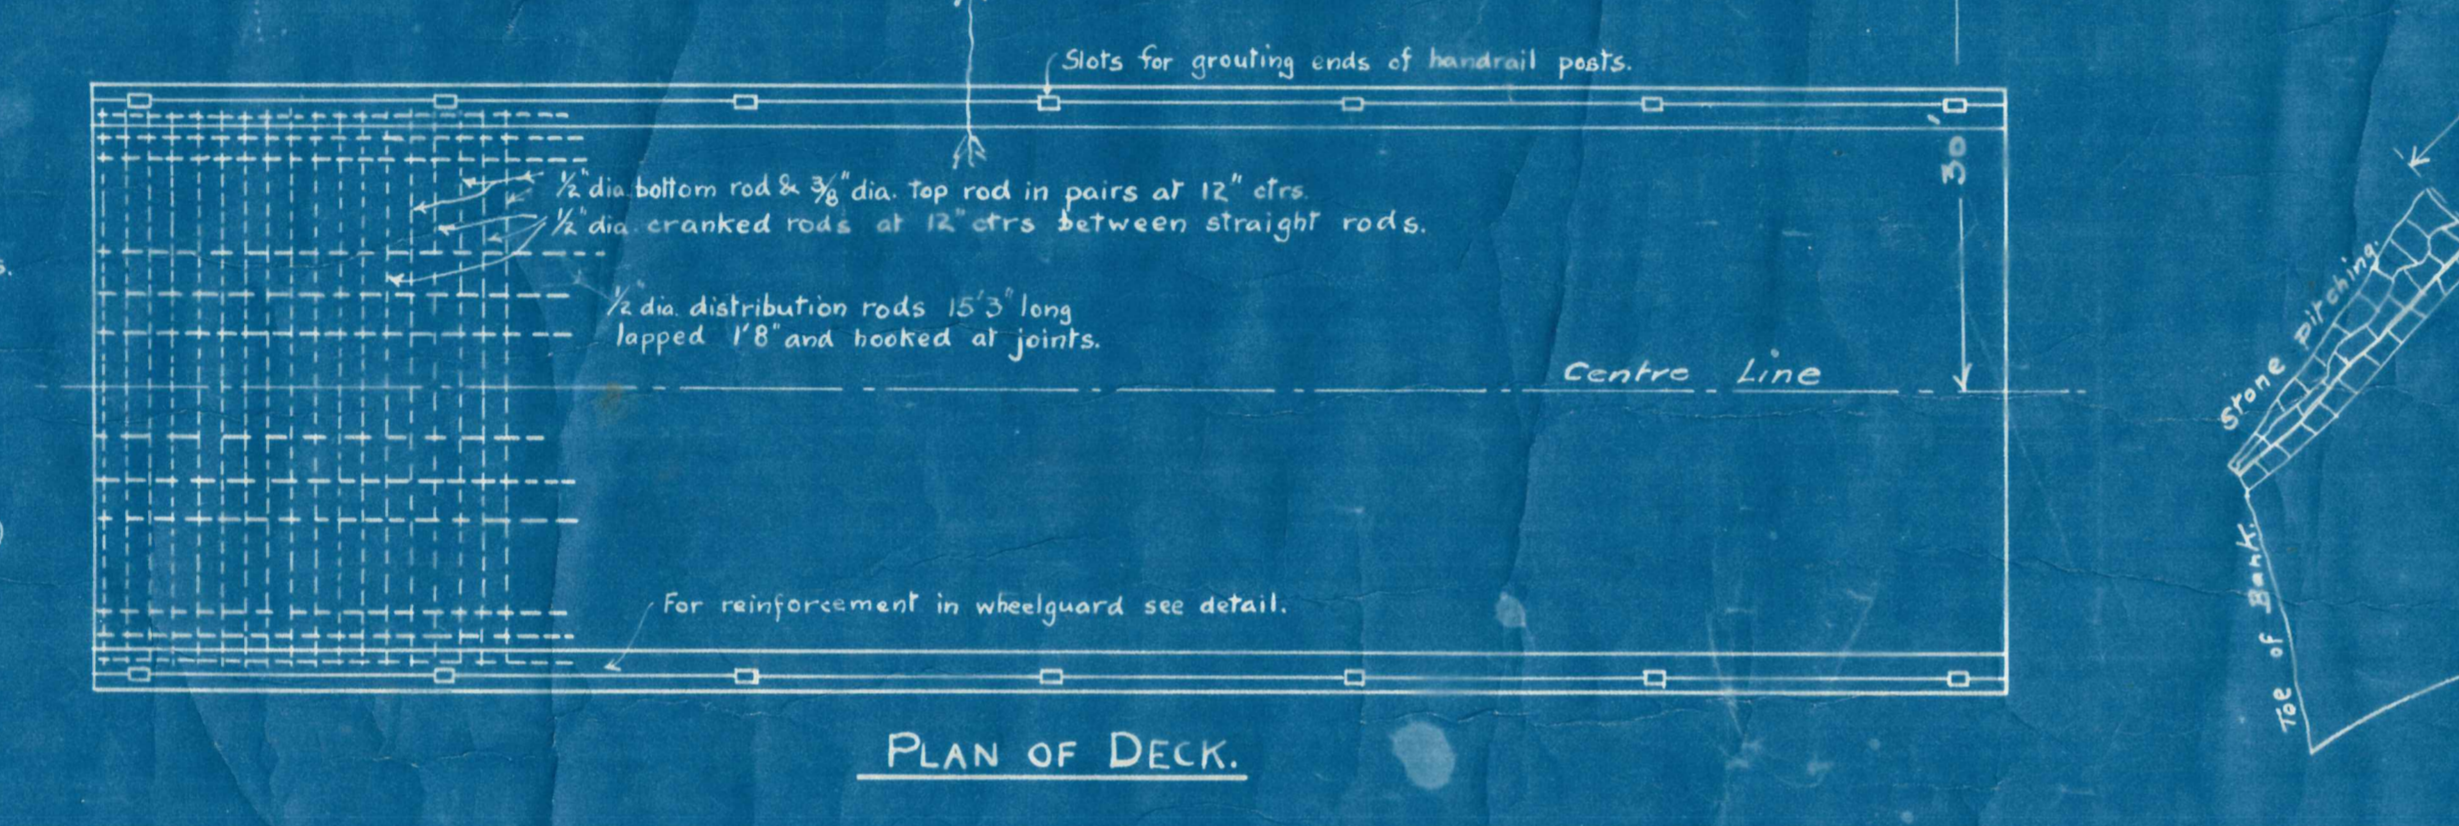 Slots for grouting ends of handrail posts.
30'
1/2" dia. bottom rod & 3/8" dia. top rod in pairs at 12" ctrs.
1/2" dia. cranked rods at 12" ctrs between straight rods.
1/2" dia. distribution rods 15'3" long
lapped 1'8" and hooked at joints.
Centre Line
Stone pitching.
Toe of Bank.
For reinforcement in wheelguard see detail.
PLAN OF DECK.